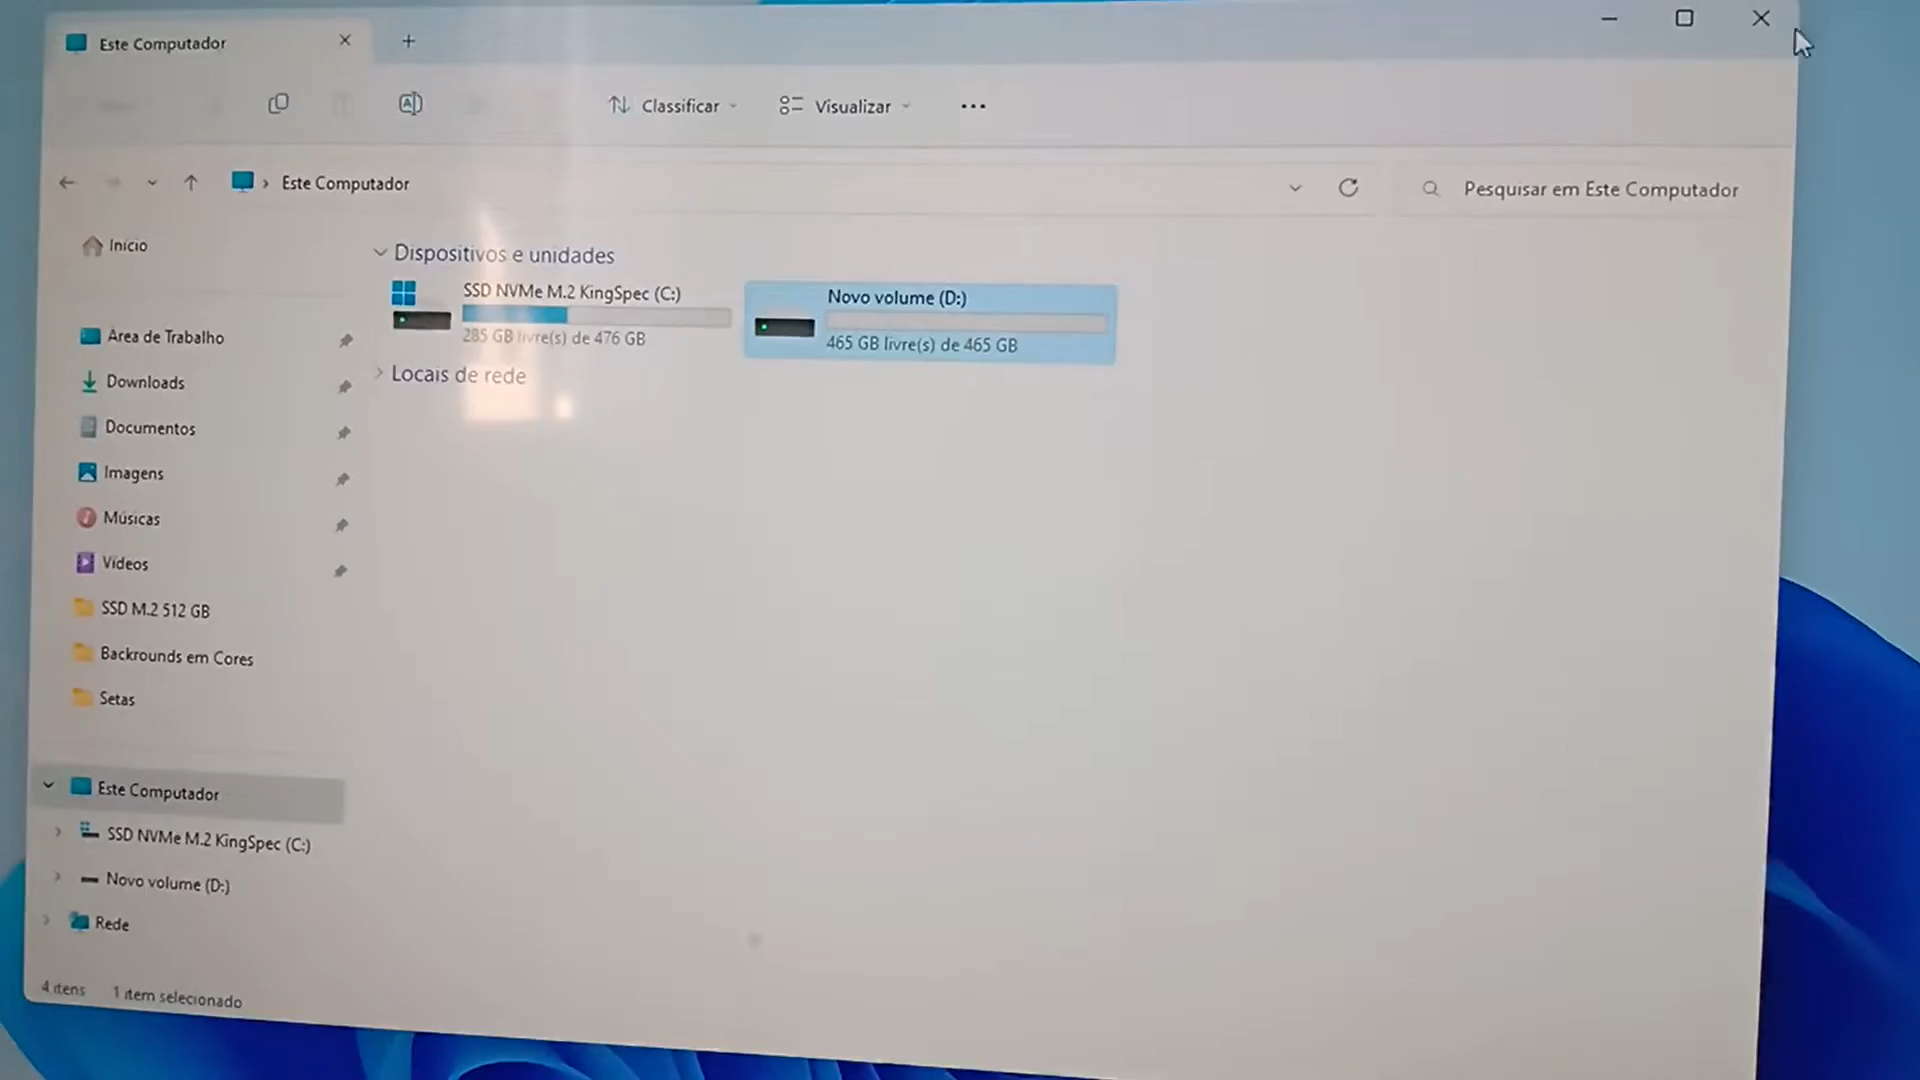 Este Computador
Classificar
Visualizar
Este Computador
Pesquisar em Este Computador
Início
Dispositivos e unidades
SSD NVMe M.2 KingSpec (C:)
285 GB livre(s) de 476 GB
Novo volume (D:)
465 GB livre(s) de 465 GB
Locais de rede
Área de Trabalho
Downloads
Documentos
Imagens
Músicas
Vídeos
SSD M.2 512 GB
Backrounds em Cores
Setas
Este Computador
SSD NVMe M.2 KingSpec (C:)
Novo volume (D:)
Rede
4 itens
1 item selecionado